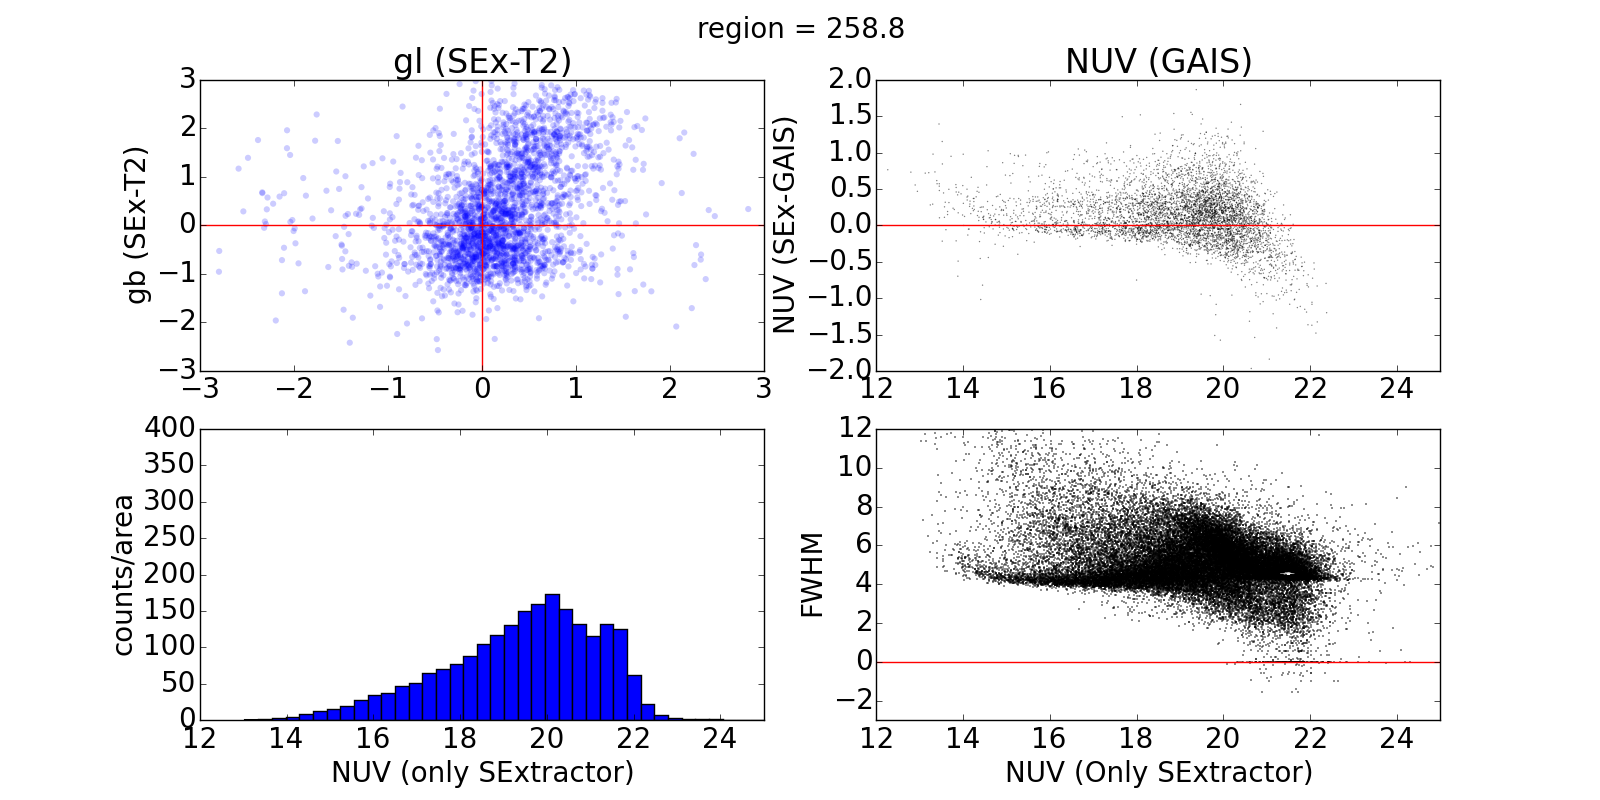 region = 258.8
gl (SEx-T2)
NUV (GAIS)
3
2
1
0
−1
−2
−3
gb (SEx-T2)
−3 −2 −1 0 1 2 3
2.0
1.5
1.0
0.5
0.0
−0.5
−1.0
−1.5
−2.0
NUV (SEx-GAIS)
12 14 16 18 20 22 24
400
350
300
250
200
150
100
50
0
counts/area
12 14 16 18 20 22 24
NUV (only SExtractor)
12
10
8
6
4
2
0
−2
FWHM
12 14 16 18 20 22 24
NUV (Only SExtractor)